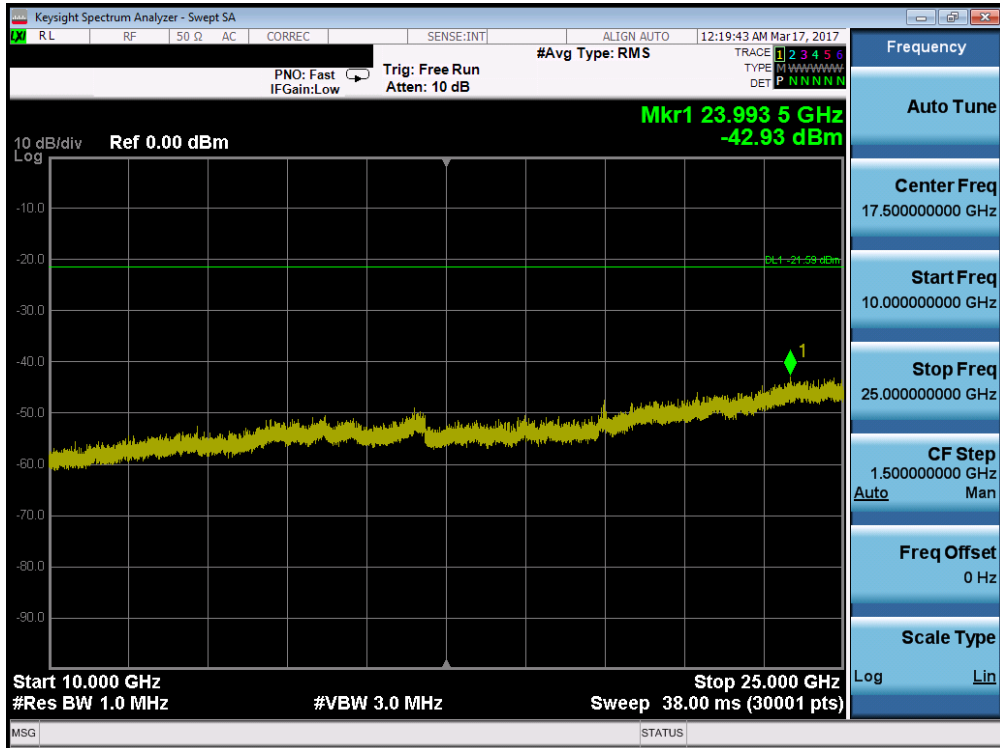 Keysight Spectrum Analyzer - Swept SA
LXI RL RF 50 Ω AC CORREC SENSE:INT ALIGN AUTO 12:19:43 AM Mar 17, 2017
PNO: Fast
IFGain:Low
Trig: Free Run
Atten: 10 dB
#Avg Type: RMS
TRACE 1 2 3 4 5 6
TYPE M W W W W W
DET P N N N N N
Mkr1 23.993 5 GHz
-42.93 dBm
10 dB/div Ref 0.00 dBm
Log
-10.0
-20.0
DL1 -21.59 dBm
-30.0
-40.0
1
-50.0
-60.0
-70.0
-80.0
-90.0
Start 10.000 GHz Stop 25.000 GHz
#Res BW 1.0 MHz #VBW 3.0 MHz Sweep 38.00 ms (30001 pts)
MSG STATUS
Frequency
Auto Tune
Center Freq
17.500000000 GHz
Start Freq
10.000000000 GHz
Stop Freq
25.000000000 GHz
CF Step
1.500000000 GHz
Auto Man
Freq Offset
0 Hz
Scale Type
Log Lin